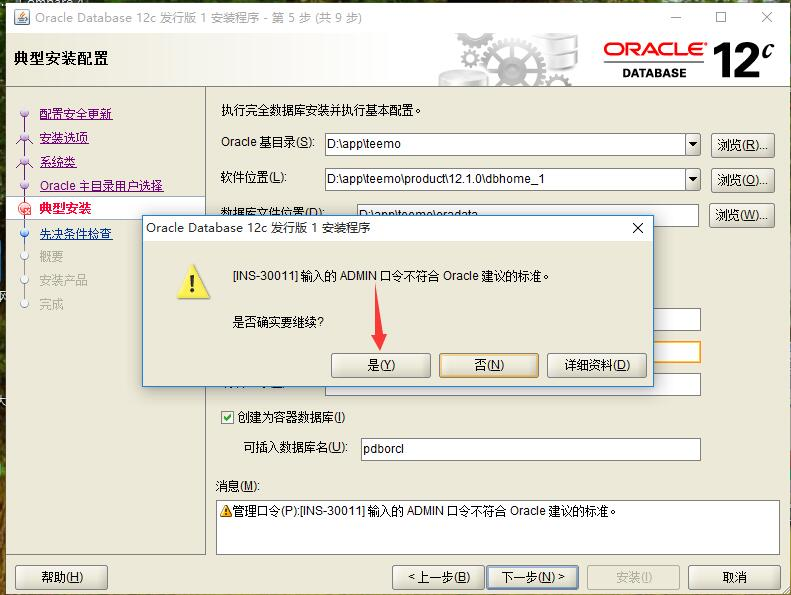 Oracle Database 12c 发行版 1 安装程序 - 第 5 步 (共 9 步)
典型安装配置
ORACLE
DATABASE
12c
配置安全更新
安装选项
系统类
Oracle 主目录用户选择
典型安装
先决条件检查
概要
安装产品
完成
执行完全数据库安装并执行基本配置。
Oracle 基目录(S):
D:\app\teemo
浏览(R)...
软件位置(L):
D:\app\teemo\product\12.1.0\dbhome_1
浏览(O)...
数据库文件位置(D):
D:\app\teemo\oradata
浏览(W)...
Oracle Database 12c 发行版 1 安装程序
[INS-30011] 输入的 ADMIN 口令不符合 Oracle 建议的标准。
是否确实要继续?
是(Y)
否(N)
详细资料(D)
创建为容器数据库(I)
可插入数据库名(U):
pdborcl
消息(M):
管理口令(P):[INS-30011] 输入的 ADMIN 口令不符合 Oracle 建议的标准。
帮助(H)
< 上一步(B)
下一步(N) >
安装(I)
取消